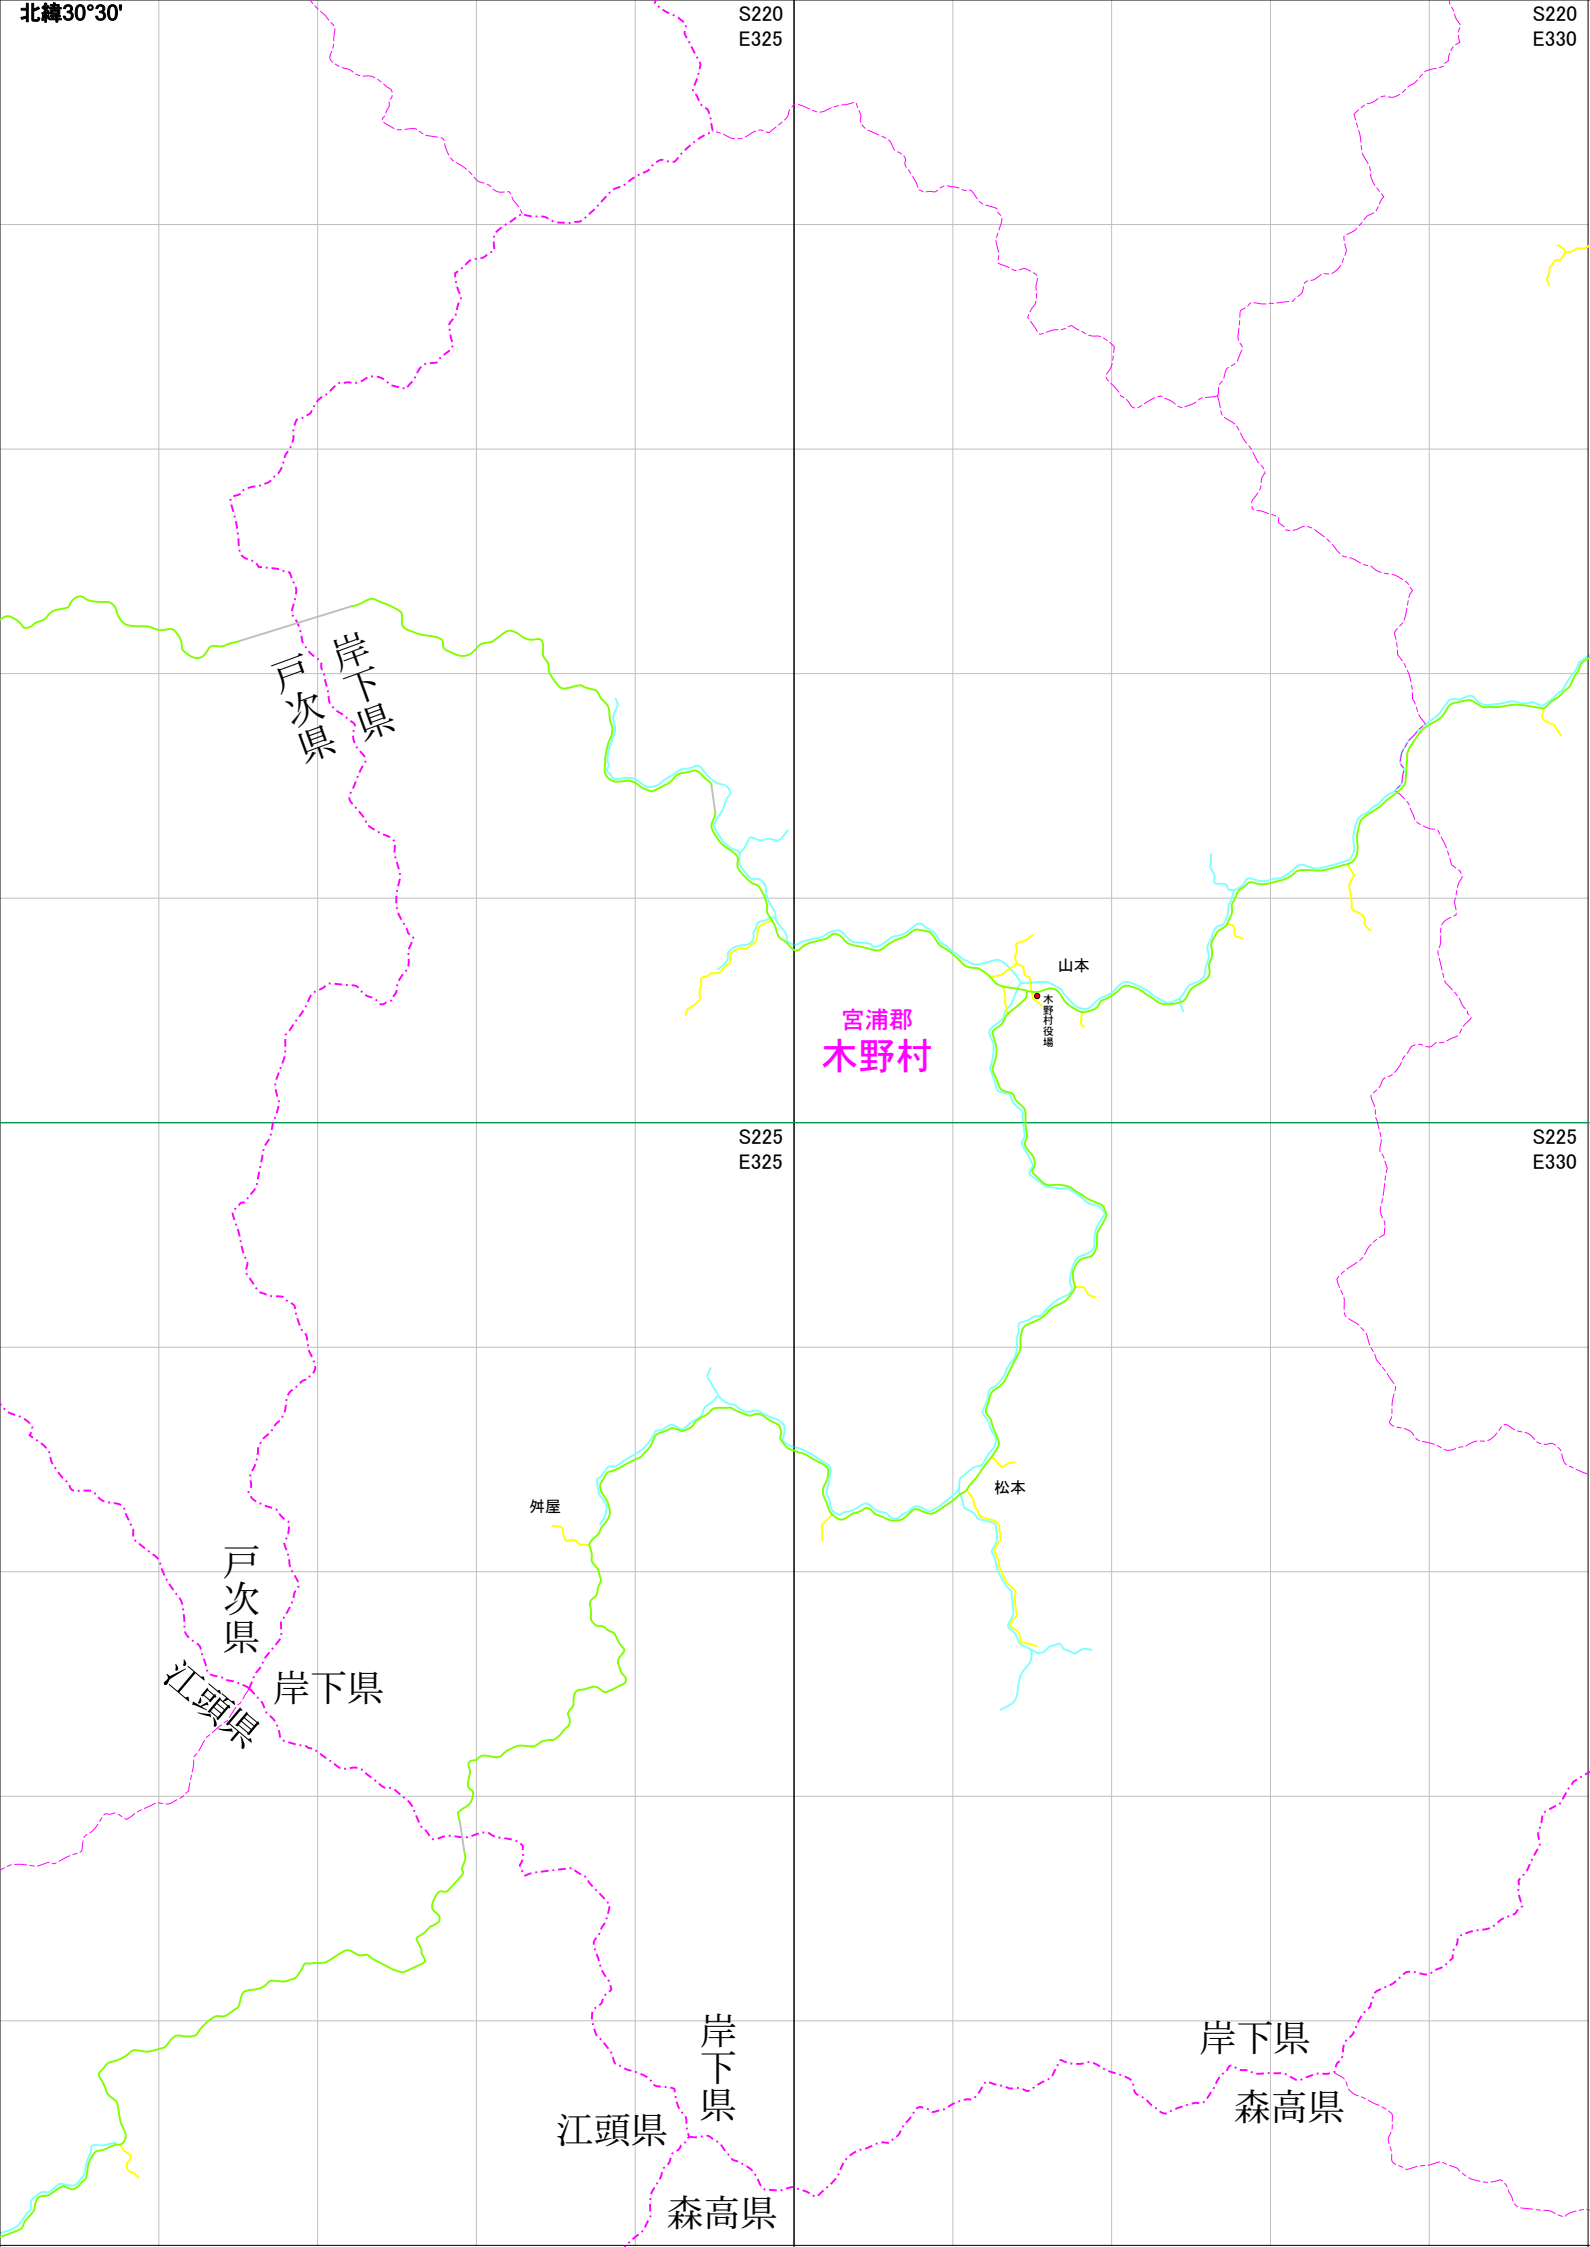 北緯30°30'
S220
E325
S220
E330
岸下県
戸次県
山本
木野村役場
宮浦郡
木野村
S225
E325
S225
E330
松本
舛屋
戸次県
岸下県
江頭県
岸下県
江頭県
森高県
岸下県
森高県